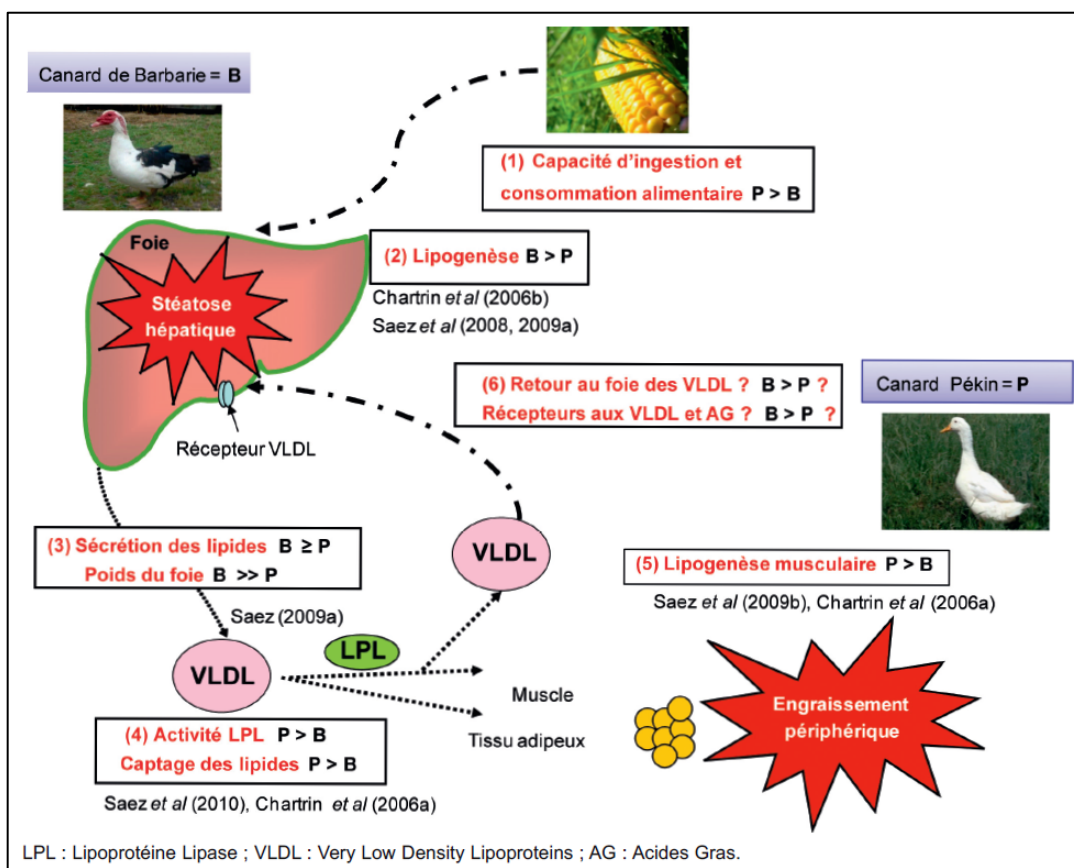 Canard de Barbarie = B
(1) Capacité d'ingestion et
consommation alimentaire P > B
Foie
Stéatose
hépatique
(2) Lipogenèse B > P
Chartrin et al (2006b)
Saez et al (2008, 2009a)
(6) Retour au foie des VLDL ? B > P ?
Récepteurs aux VLDL et AG ? B > P ?
Canard Pékin = P
Récepteur VLDL
(3) Sécrétion des lipides B ≥ P
Poids du foie B >> P
Saez (2009a)
VLDL
(5) Lipogenèse musculaire P > B
Saez et al (2009b), Chartrin et al (2006a)
LPL
VLDL
Muscle
Tissu adipeux
Engraissement
périphérique
(4) Activité LPL P > B
Captage des lipides P > B
Saez et al (2010), Chartrin et al (2006a)
LPL : Lipoprotéine Lipase ; VLDL : Very Low Density Lipoproteins ; AG : Acides Gras.